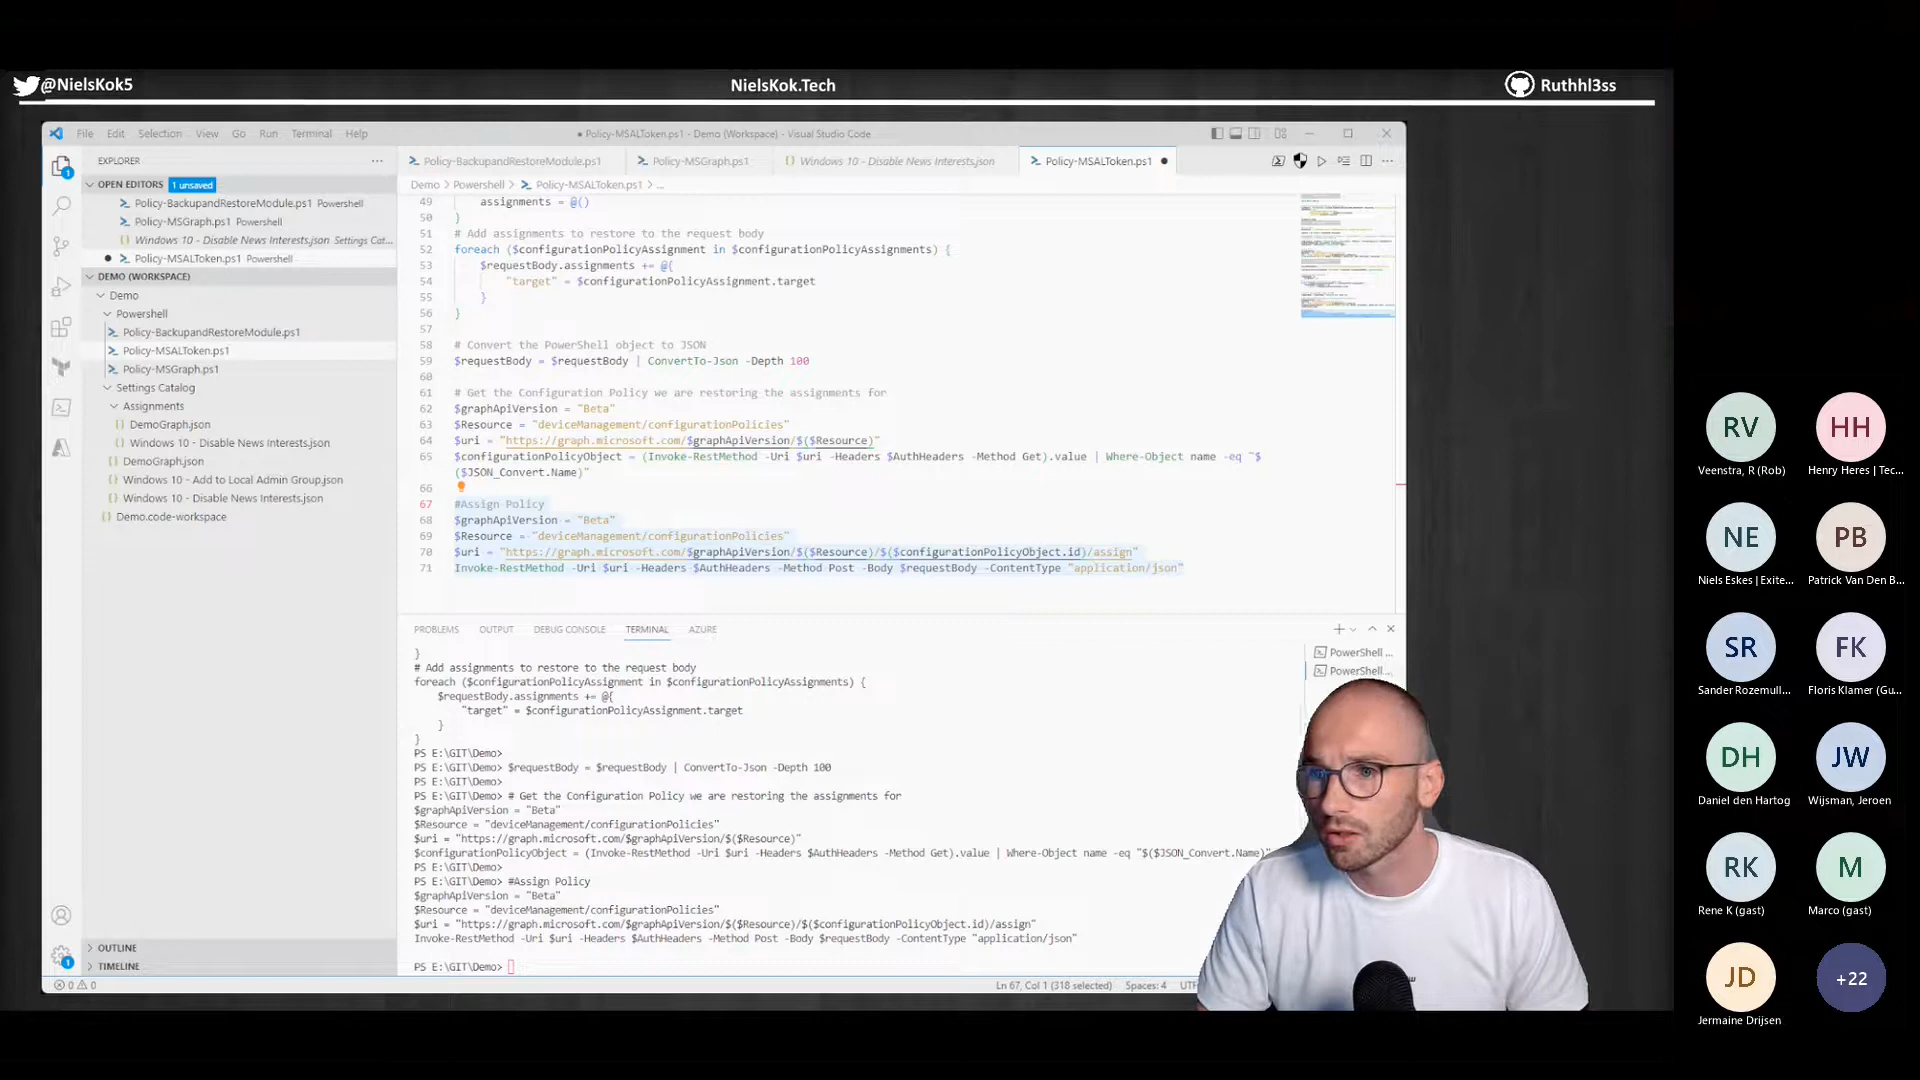 @NielsKok5
NielsKok.Tech
Ruthhl3ss
File Edit Selection View Go Run Terminal Help
● Policy-MSALToken.ps1 - Demo (Workspace) - Visual Studio Code
EXPLORER
OPEN EDITORS 1 unsaved
Policy-BackupandRestoreModule.ps1 Powershell
Policy-MSGraph.ps1 Powershell
Windows 10 - Disable News Interests.json Settings Cat...
Policy-MSALToken.ps1 Powershell
DEMO (WORKSPACE)
Demo
Powershell
Policy-BackupandRestoreModule.ps1
Policy-MSALToken.ps1
Policy-MSGraph.ps1
Settings Catalog
Assignments
DemoGraph.json
Windows 10 - Disable News Interests.json
DemoGraph.json
Windows 10 - Add to Local Admin Group.json
Windows 10 - Disable News Interests.json
Demo.code-workspace
OUTLINE
TIMELINE
Policy-BackupandRestoreModule.ps1
Policy-MSGraph.ps1
Windows 10 - Disable News Interests.json
Policy-MSALToken.ps1
Demo > Powershell > Policy-MSALToken.ps1 > ...
49 assignments = @()
50 }
51 # Add assignments to restore to the request body
52 foreach ($configurationPolicyAssignment in $configurationPolicyAssignments) {
53 $requestBody.assignments += @{
54 "target" = $configurationPolicyAssignment.target
55 }
56 }
57
58 # Convert the PowerShell object to JSON
59 $requestBody = $requestBody | ConvertTo-Json -Depth 100
60
61 # Get the Configuration Policy we are restoring the assignments for
62 $graphApiVersion = "Beta"
63 $Resource = "deviceManagement/configurationPolicies"
64 $uri = "https://graph.microsoft.com/$graphApiVersion/$($Resource)"
65 $configurationPolicyObject = (Invoke-RestMethod -Uri $uri -Headers $AuthHeaders -Method Get).value | Where-Object name -eq "$
($JSON_Convert.Name)"
66
67 #Assign Policy
68 $graphApiVersion = "Beta"
69 $Resource = "deviceManagement/configurationPolicies"
70 $uri = "https://graph.microsoft.com/$graphApiVersion/$($Resource)/$($configurationPolicyObject.id)/assign"
71 Invoke-RestMethod -Uri $uri -Headers $AuthHeaders -Method Post -Body $requestBody -ContentType "application/json"
PROBLEMS OUTPUT DEBUG CONSOLE TERMINAL AZURE
PowerShell ...
PowerShell...
}
# Add assignments to restore to the request body
foreach ($configurationPolicyAssignment in $configurationPolicyAssignments) {
$requestBody.assignments += @{
"target" = $configurationPolicyAssignment.target
}
}
PS E:\GIT\Demo>
PS E:\GIT\Demo> $requestBody = $requestBody | ConvertTo-Json -Depth 100
PS E:\GIT\Demo>
PS E:\GIT\Demo> # Get the Configuration Policy we are restoring the assignments for
$graphApiVersion = "Beta"
$Resource = "deviceManagement/configurationPolicies"
$uri = "https://graph.microsoft.com/$graphApiVersion/$($Resource)"
$configurationPolicyObject = (Invoke-RestMethod -Uri $uri -Headers $AuthHeaders -Method Get).value | Where-Object name -eq "$($JSON_Convert.Name)"
PS E:\GIT\Demo>
PS E:\GIT\Demo> #Assign Policy
$graphApiVersion = "Beta"
$Resource = "deviceManagement/configurationPolicies"
$uri = "https://graph.microsoft.com/$graphApiVersion/$($Resource)/$($configurationPolicyObject.id)/assign"
Invoke-RestMethod -Uri $uri -Headers $AuthHeaders -Method Post -Body $requestBody -ContentType "application/json"
PS E:\GIT\Demo>
0 0
Ln 67, Col 1 (318 selected) Spaces: 4 UTF
RV HH
Veenstra, R (Rob) Henry Heres | Tec...
NE PB
Niels Eskes | Exite... Patrick Van Den B...
SR FK
Sander Rozemull... Floris Klamer (Gu...
DH JW
Daniel den Hartog Wijsman, Jeroen
RK M
Rene K (gast) Marco (gast)
JD +22
Jermaine Drijsen